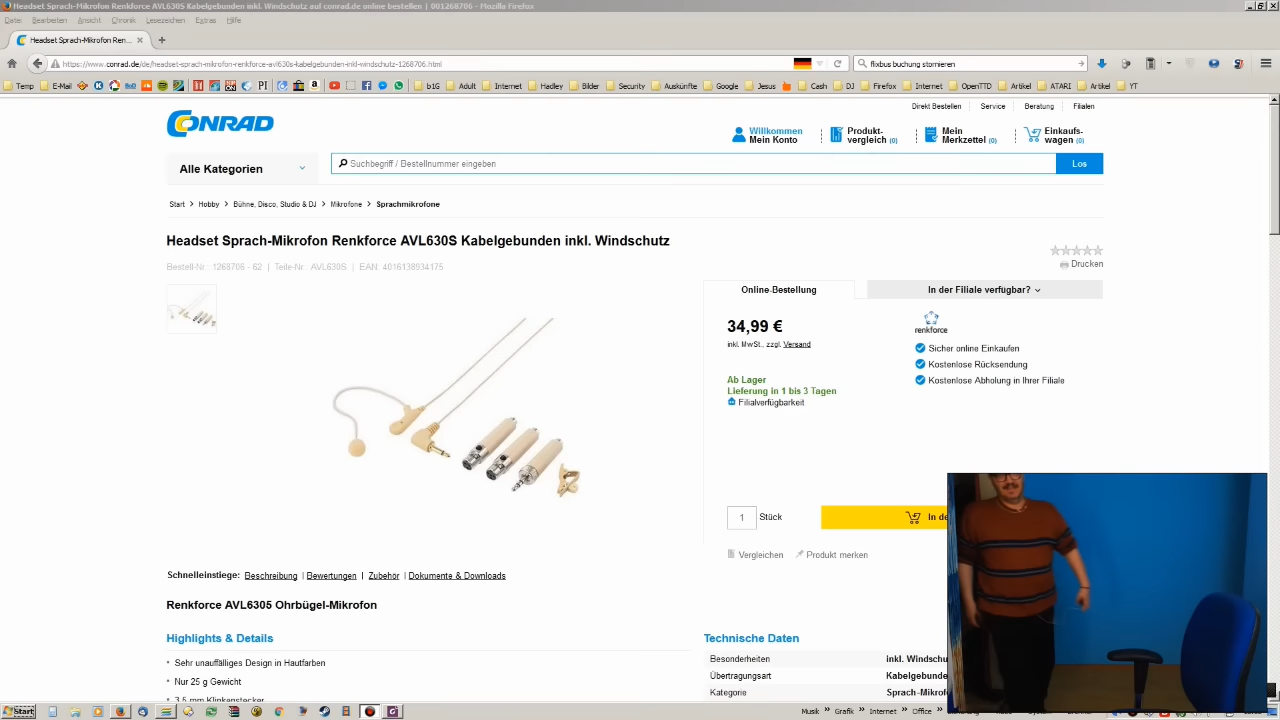 Headset Sprach-Mikrofon Renkforce AVL630S Kabelgebunden inkl. Windschutz auf conrad.de online bestellen | 001268706 - Mozilla Firefox
Datei Bearbeiten Ansicht Chronik Lesezeichen Extras Hilfe
Headset Sprach-Mikrofon Ren...
https://www.conrad.de/de/headset-sprach-mikrofon-renkforce-avl630s-kabelgebunden-inkl-windschutz-1268706.html
flixbus buchung stornieren
Temp E-Mail PI b1G Adult Internet Hadley Bilder Security Auskünfte Google Jesus Cash DJ Firefox Internet OpenTTD Artikel ATARI Artikel YT
Direkt Bestellen Service Beratung Filialen
CONRAD
Willkommen
Mein Konto
Produkt-
vergleich (0)
Mein
Merkzettel (0)
Einkaufs-
wagen (0)
Alle Kategorien
Suchbegriff / Bestellnummer eingeben
Los
Start > Hobby > Bühne, Disco, Studio & DJ > Mikrofone > Sprachmikrofone
Headset Sprach-Mikrofon Renkforce AVL630S Kabelgebunden inkl. Windschutz
Bestell-Nr.: 1268706 - 62 | Teile-Nr.: AVL630S | EAN: 4016138934175
Drucken
Online-Bestellung
In der Filiale verfügbar?
34,99 €
inkl. MwSt., zzgl. Versand
renkforce
Sicher online Einkaufen
Kostenlose Rücksendung
Kostenlose Abholung in Ihrer Filiale
Ab Lager
Lieferung in 1 bis 3 Tagen
Filialverfügbarkeit
1 Stück
In de
Vergleichen Produkt merken
Schnelleinstiege: Beschreibung | Bewertungen | Zubehör | Dokumente & Downloads
Renkforce AVL6305 Ohrbügel-Mikrofon
Highlights & Details
• Sehr unauffälliges Design in Hautfarben
• Nur 25 g Gewicht
• 3,5 mm Klinkenstecker
Technische Daten
Besonderheiten inkl. Windschu
Übertragungsart Kabelgebunde
Kategorie Sprach-Mikrof
Start
Musik » Grafik » Internet » Office »